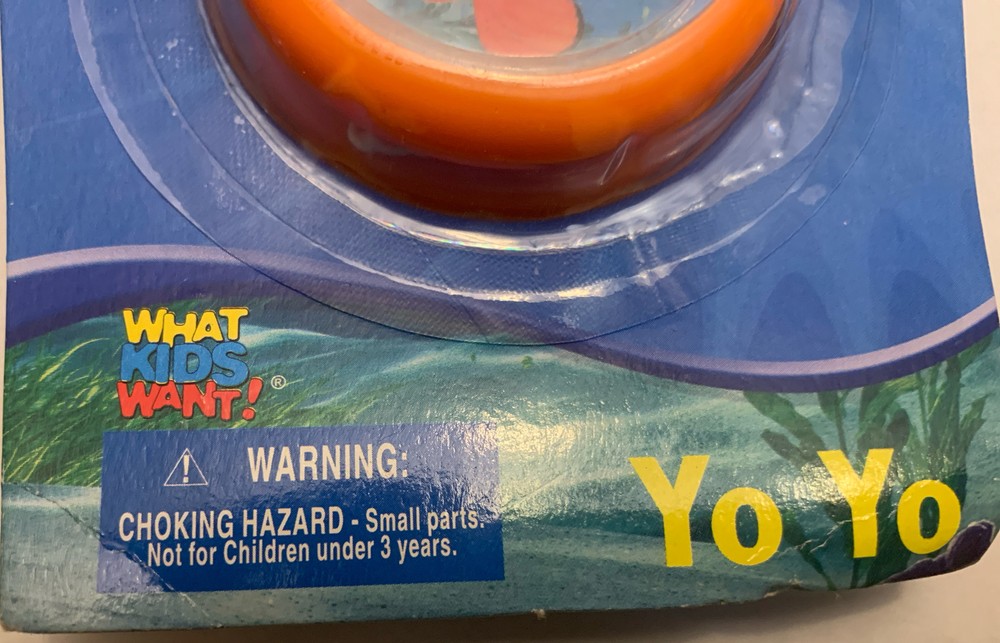 WHAT
KIDS
WANT! ®
WARNING:
CHOKING HAZARD - Small parts.
Not for Children under 3 years.
Yo Yo